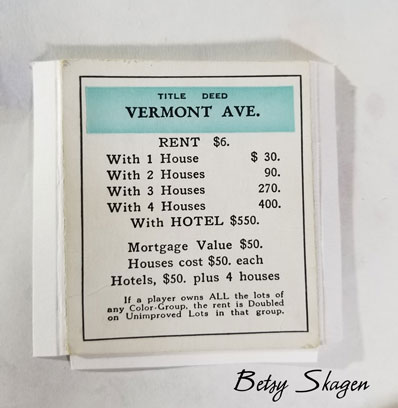 TITLE DEED
VERMONT AVE.
RENT $6.
With 1 House $ 30.
With 2 Houses 90.
With 3 Houses 270.
With 4 Houses 400.
With HOTEL $550.
Mortgage Value $50.
Houses cost $50. each
Hotels, $50. plus 4 houses
If a player owns ALL the lots of
any Color-Group, the rent is Doubled
on Unimproved Lots in that group.
Betsy Skagen